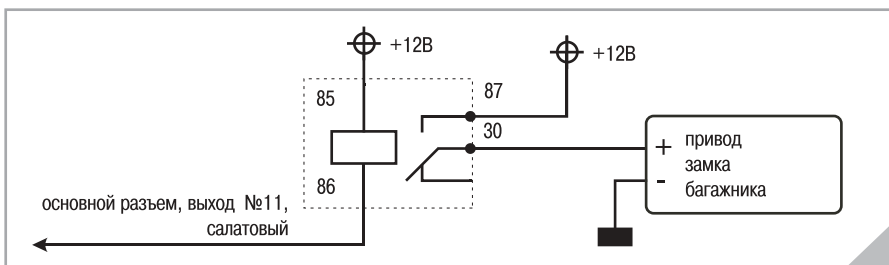 +12В
+12В
85
87
30
86
+ привод
замка
- багажника
основной разъем, выход №11,
салатовый